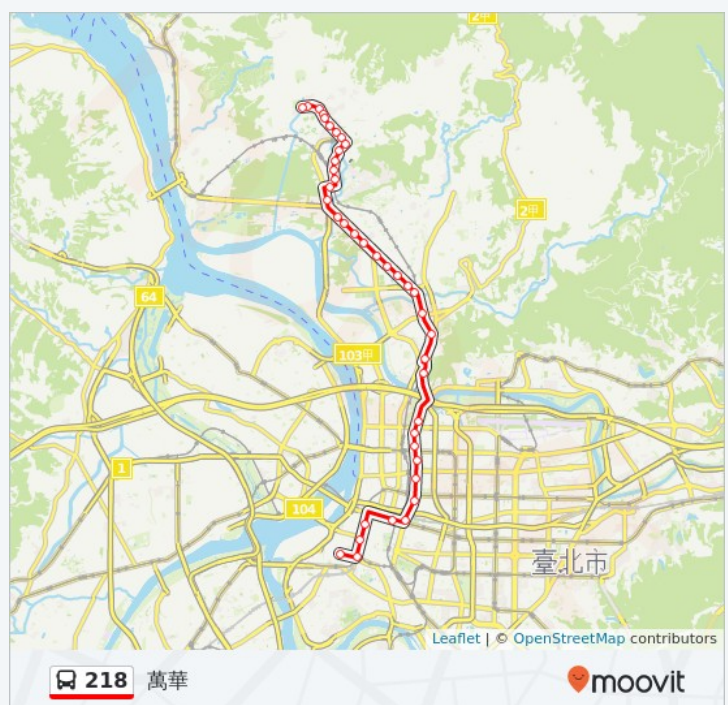 2甲
2甲
64
103甲
1
104
臺北市
Leaflet | © OpenStreetMap contributors
218 萬華
moovit